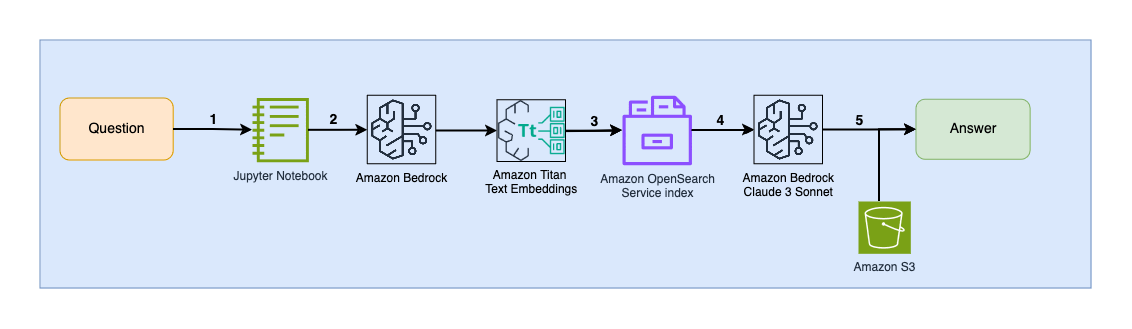 1
2
3
4
5
Question
Answer
Tt
Jupyter Notebook
Amazon Bedrock
Amazon Titan
Text Embeddings
Amazon OpenSearch
Service index
Amazon Bedrock
Claude 3 Sonnet
Amazon S3